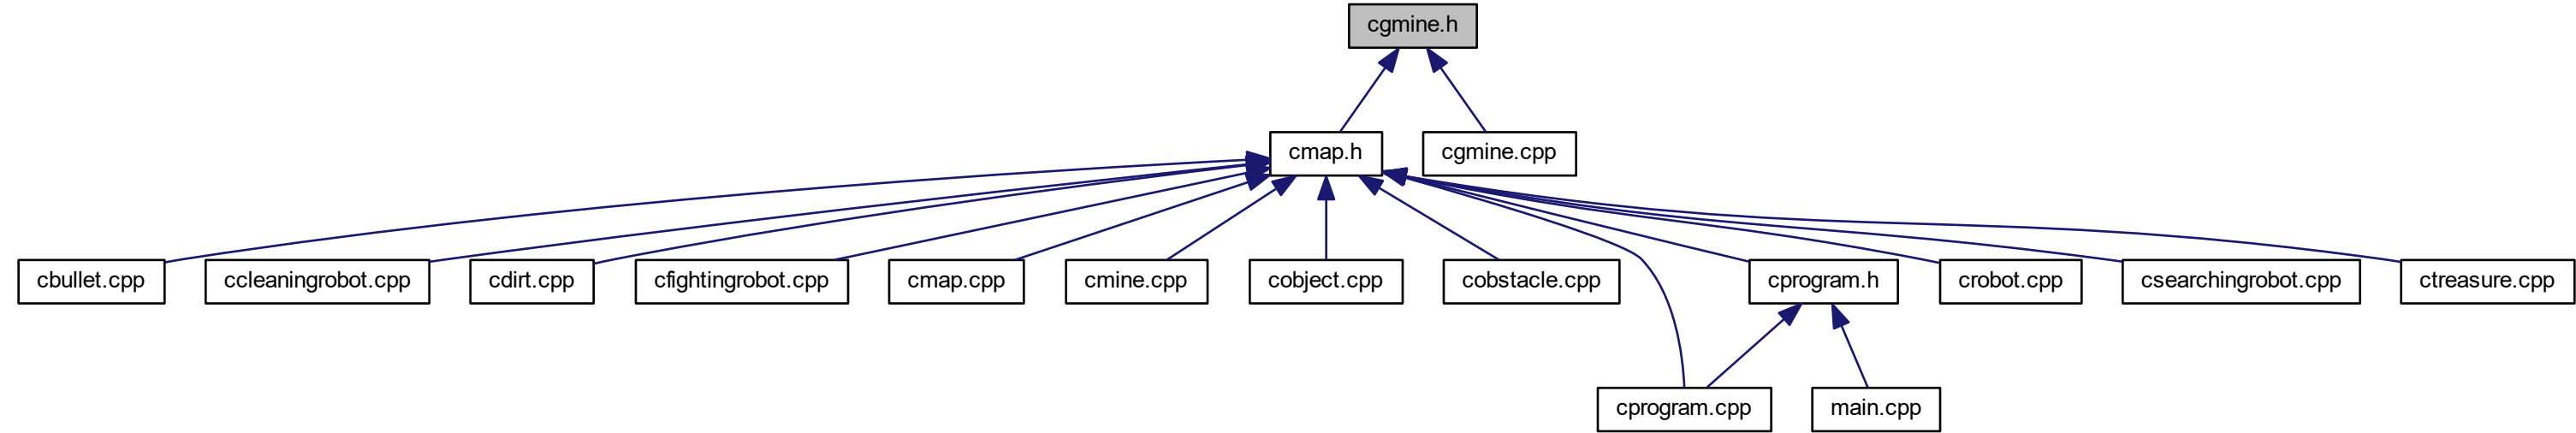 cgmine.h
cmap.h
cgmine.cpp
cbullet.cpp
ccleaningrobot.cpp
cdirt.cpp
cfightingrobot.cpp
cmap.cpp
cmine.cpp
cobject.cpp
cobstacle.cpp
cprogram.h
crobot.cpp
csearchingrobot.cpp
ctreasure.cpp
cprogram.cpp
main.cpp